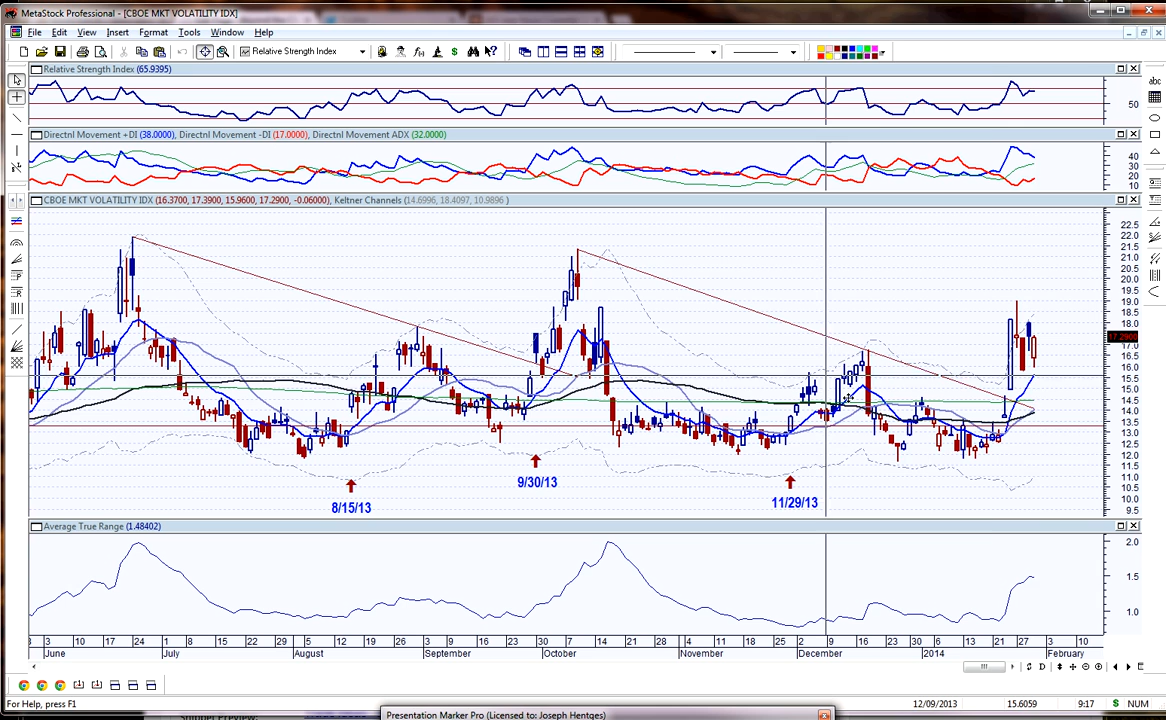 MetaStock Professional - [CBOE MKT VOLATILITY IDX]
File Edit View Insert Format Tools Window Help
Relative Strength Index
abc
Relative Strength Index (65.9395)
50
Directnl Movement +DI (38.0000), Directnl Movement -DI (17.0000), Directnl Movement ADX (32.0000)
40
30
20
10
CBOE MKT VOLATILITY IDX (16.3700, 17.3900, 15.9600, 17.2900, -0.0600), Keltner Channels (14.6996, 18.4097, 10.9896 )
22.5
22.0
21.5
21.0
20.5
20.0
19.5
19.0
18.5
18.0
17.2900
17.0
16.5
16.0
15.5
15.0
14.5
14.0
13.5
13.0
12.5
12.0
11.5
11.0
10.5
10.0
9.5
8/15/13
9/30/13
11/29/13
Average True Range (1.48402)
2.0
1.5
1.0
3 10 17 24 1 8 15 22 29 5 12 19 26 3 9 16 23 30 7 14 21 28 4 11 18 25 2 9 16 23 30 6 13 21 27 3 10
June July August September October November December 2014 February
D
For Help, press F1
12/09/2013 15.6059 9:17 $ NUM
Presentation Marker Pro (Licensed to: Joseph Hentges)